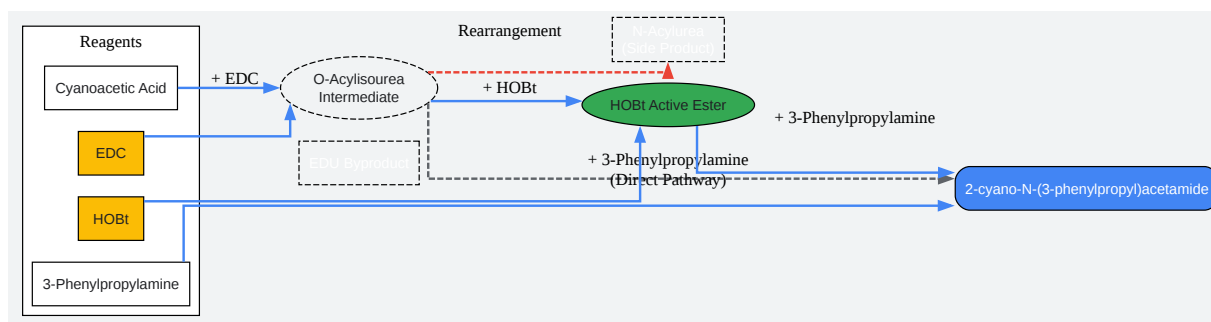 Reagents
Cyanoacetic Acid
EDC
HOBt
3-Phenylpropylamine
+ EDC
O-Acylisourea
Intermediate
EDU Byproduct
Rearrangement
N-Acylurea
(Side Product)
+ HOBt
HOBt Active Ester
+ 3-Phenylpropylamine
+ 3-Phenylpropylamine
(Direct Pathway)
2-cyano-N-(3-phenylpropyl)acetamide